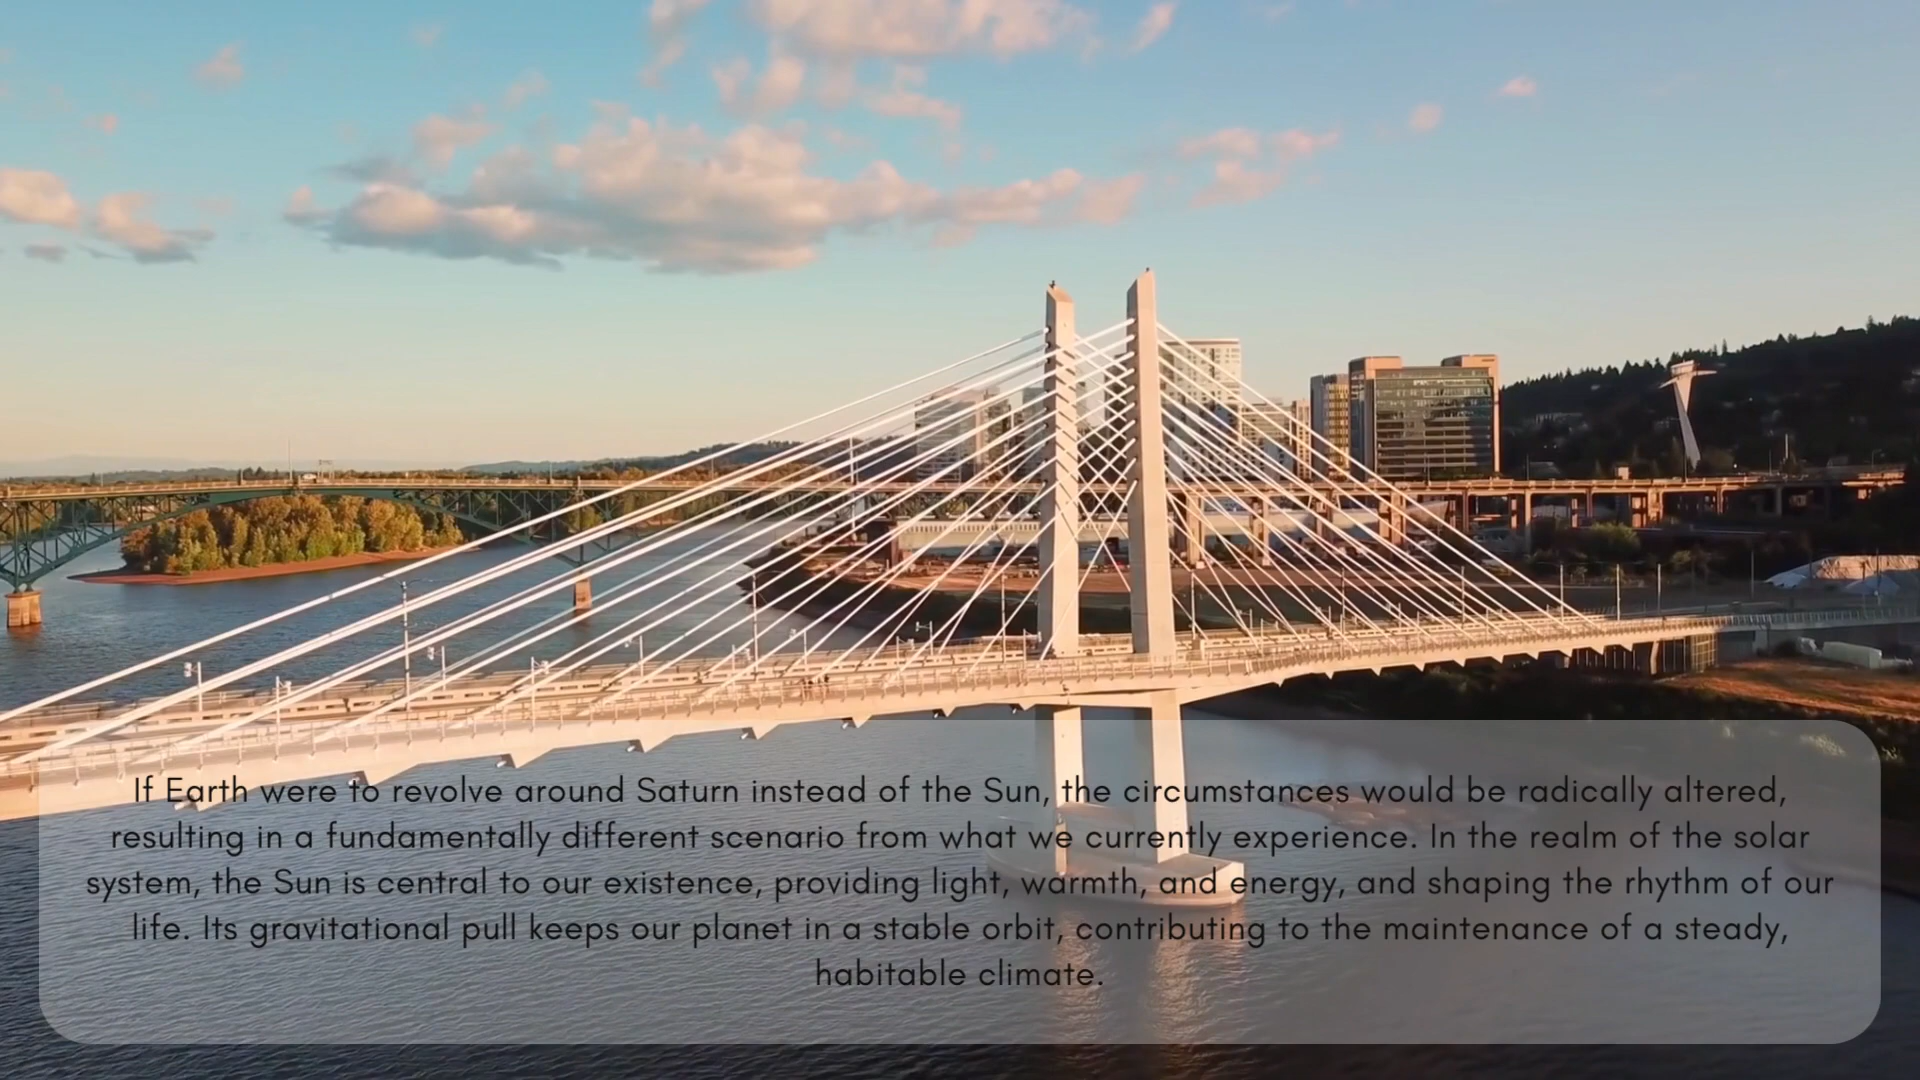 If Earth were to revolve around Saturn instead of the Sun, the circumstances would be radically altered,
resulting in a fundamentally different scenario from what we currently experience. In the realm of the solar
system, the Sun is central to our existence, providing light, warmth, and energy, and shaping the rhythm of our
life. Its gravitational pull keeps our planet in a stable orbit, contributing to the maintenance of a steady,
habitable climate.